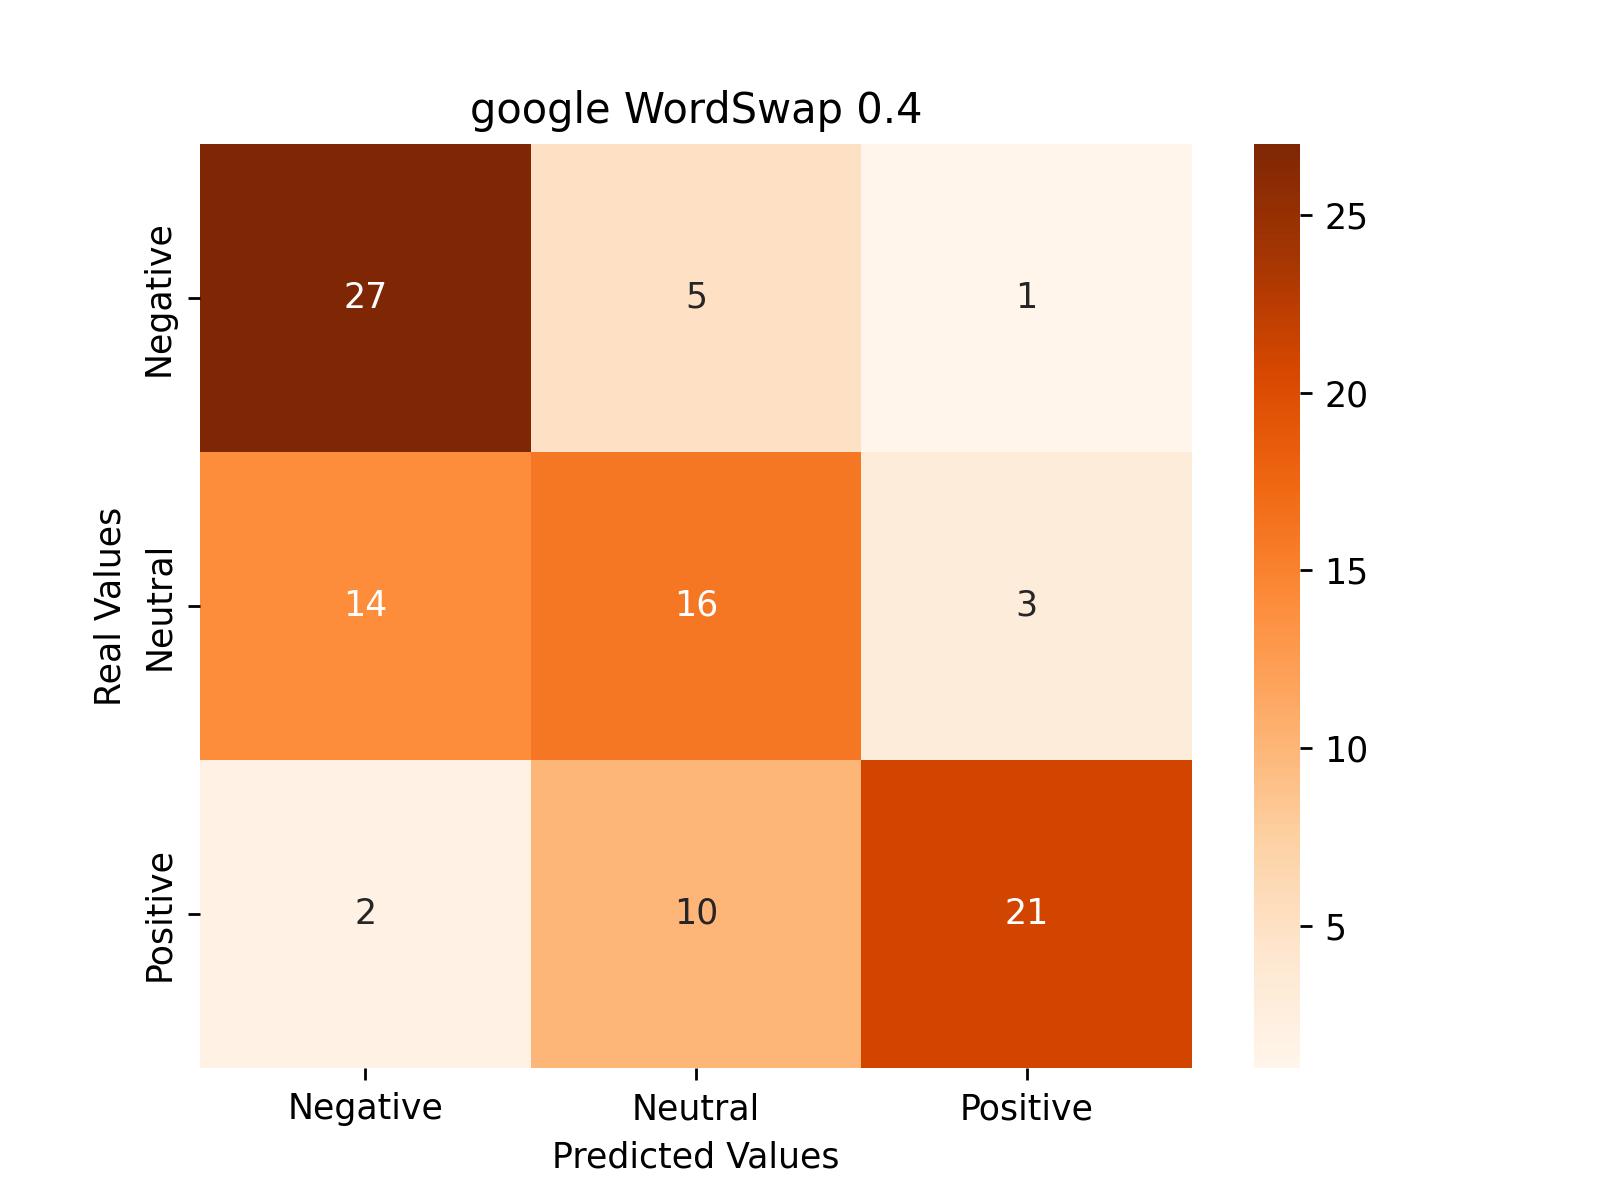 google WordSwap 0.4
Real Values
Negative
27
5
1
Neutral
14
16
3
Positive
2
10
21
Negative
Neutral
Positive
Predicted Values
25
20
15
10
5